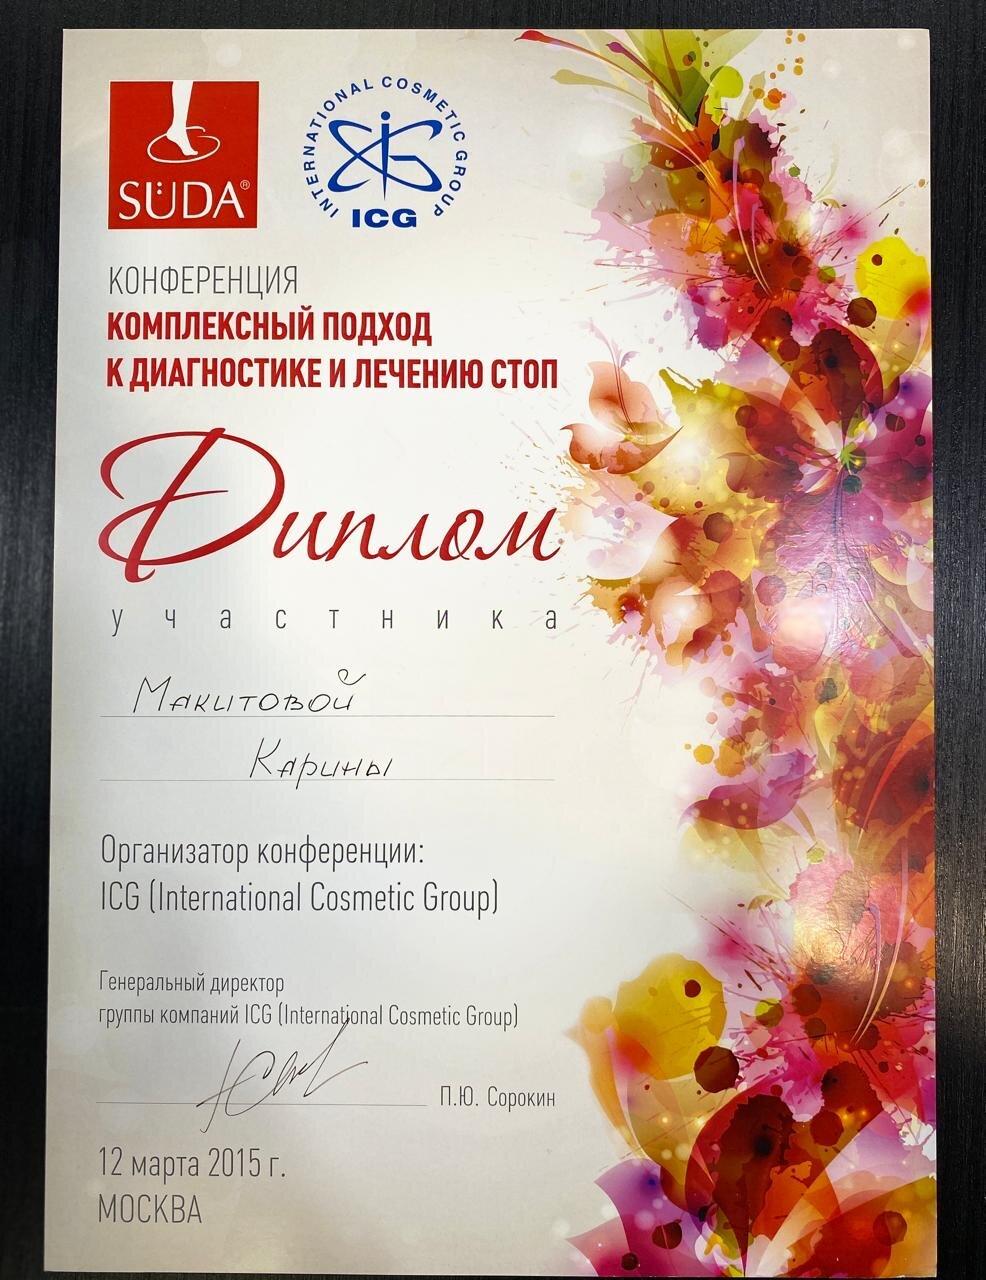 SÜDA®
INTERNATIONAL COSMETIC GROUP
ICG
КОНФЕРЕНЦИЯ
КОМПЛЕКСНЫЙ ПОДХОД
К ДИАГНОСТИКЕ И ЛЕЧЕНИЮ СТОП
Диплом
участника
Макитовой
Карины
Организатор конференции:
ICG (International Cosmetic Group)
Генеральный директор
группы компаний ICG (International Cosmetic Group)
П.Ю. Сорокин
12 марта 2015 г.
МОСКВА